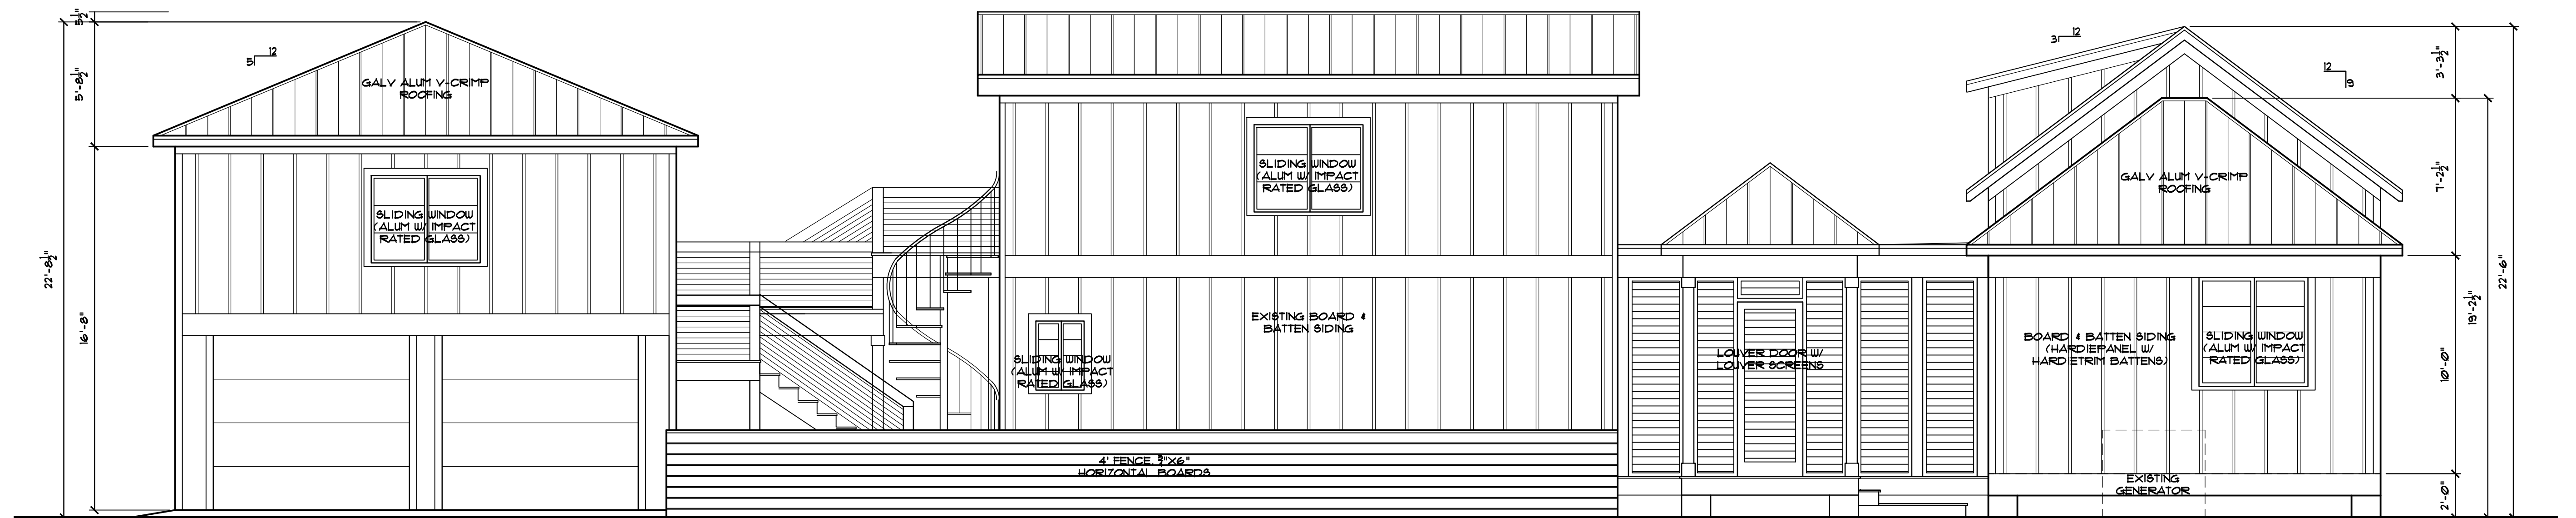 5½"
5'-8½"
22'-8½"
16'-8"
5
12
GALV ALUM V-CRIMP
ROOFING
SLIDING WINDOW
(ALUM W/ IMPACT
RATED GLASS)
SLIDING WINDOW
(ALUM W/ IMPACT
RATED GLASS)
EXISTING BOARD &
BATTEN SIDING
SLIDING WINDOW
(ALUM W/ IMPACT
RATED GLASS)
4' FENCE, "X6"
HORIZONTAL BOARDS
LOUVER DOOR W/
LOUVER SCREENS
3
12
12
9
GALV ALUM V-CRIMP
ROOFING
BOARD & BATTEN SIDING
(HARDIEPANEL W/
HARDIETRIM BATTENS)
SLIDING WINDOW
(ALUM W/ IMPACT
RATED GLASS)
EXISTING
GENERATOR
3'-3½"
7'-2½"
10'-0"
2'-0"
19'-2½"
22'-6"